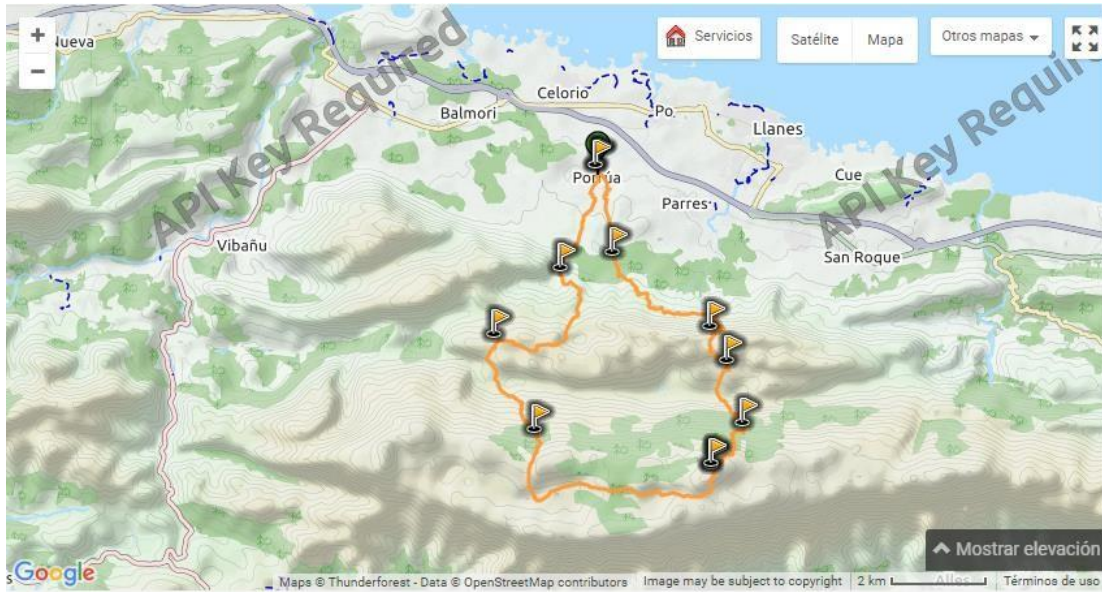 +
−
Nueva
API Key Required
Servicios
Satélite
Mapa
Otros mapas
API Key Required
Celorio
Balmori
Po
Llanes
Porrúa
Cue
Parres
Vibañu
San Roque
Mostrar elevación
Google
Maps © Thunderforest - Data © OpenStreetMap contributors
Image may be subject to copyright
2 km
Alles
Términos de uso